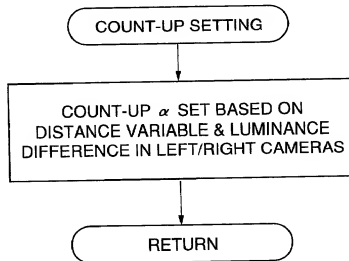 COUNT-UP SETTING
COUNT-UP α SET BASED ON
DISTANCE VARIABLE & LUMINANCE
DIFFERENCE IN LEFT/RIGHT CAMERAS
RETURN